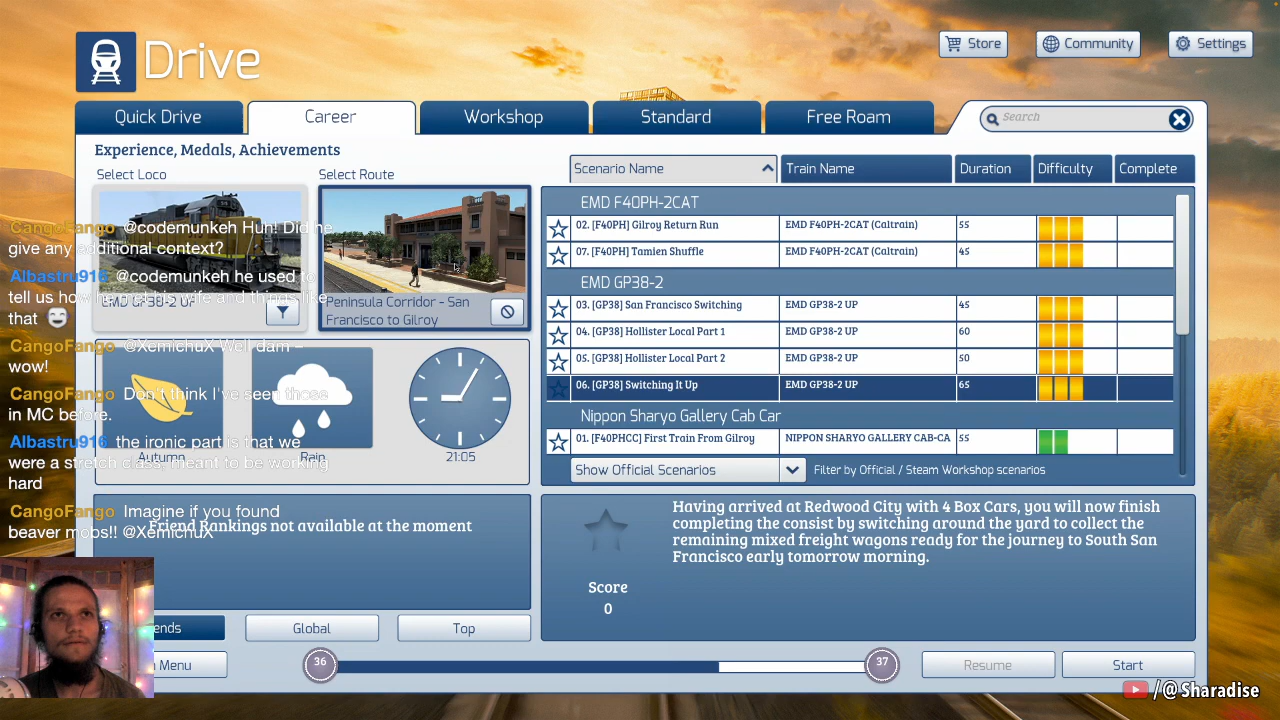 Drive
Store
Community
Settings
Quick Drive
Career
Workshop
Standard
Free Roam
Search
Experience, Medals, Achievements
Select Loco
Select Route
EMD GP38-2 UP
Peninsula Corridor - San
Francisco to Gilroy
Autumn
Rain
21:05
CangoFango @codemunkeh Huh! Did he
give any additional context?
Albastru916 @codemunkeh he used to
tell us how
his wife and things like
that
CangoFango @XemichuX Well dam –
wow!
CangoFango Don't think I've seen those
in MC before.
Albastru916 the ironic part is that we
were a stretch class, meant to be working
hard
CangoFango Imagine if you found
beaver mobs!! @XemichuX
Friend Rankings not available at the moment
Scenario Name Train Name Duration Difficulty Complete
EMD F40PH-2CAT
02. [F40PH] Gilroy Return Run EMD F40PH-2CAT (Caltrain) 55
07. [F40PH] Tamien Shuffle EMD F40PH-2CAT (Caltrain) 45
EMD GP38-2
03. [GP38] San Francisco Switching EMD GP38-2 UP 45
04. [GP38] Hollister Local Part 1 EMD GP38-2 UP 60
05. [GP38] Hollister Local Part 2 EMD GP38-2 UP 50
06. [GP38] Switching It Up EMD GP38-2 UP 65
Nippon Sharyo Gallery Cab Car
01. [F40PHCC] First Train From Gilroy NIPPON SHARYO GALLERY CAB-CA 55
Show Official Scenarios
Filter by Official / Steam Workshop scenarios
Having arrived at Redwood City with 4 Box Cars, you will now finish
completing the consist by switching around the yard to collect the
remaining mixed freight wagons ready for the journey to South San
Francisco early tomorrow morning.
Score
0
ends
Global
Top
Menu
36
37
Resume
Start
/@Sharadise